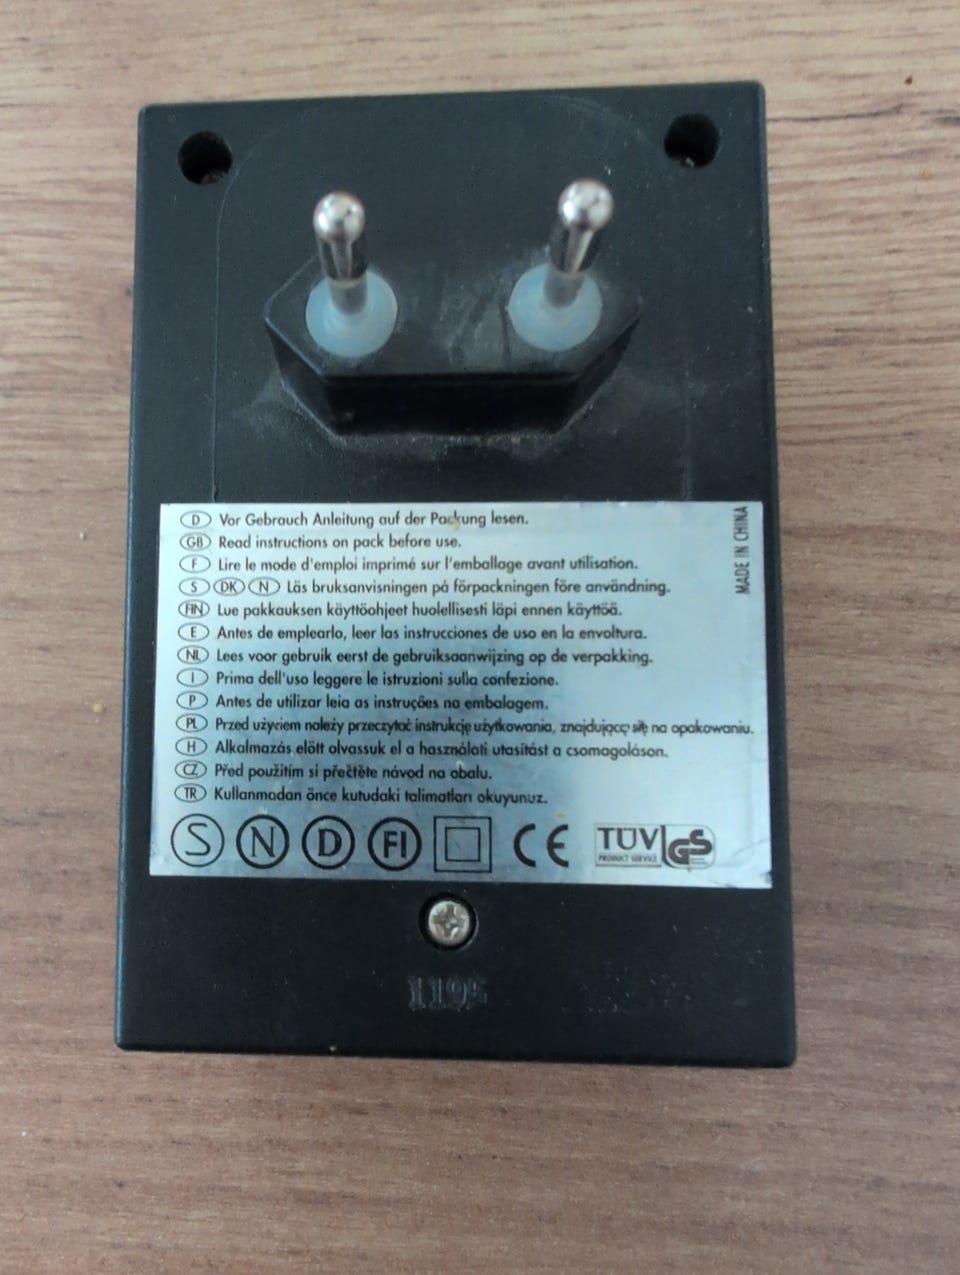 D Vor Gebrauch Anleitung auf der Packung lesen.
GB Read instructions on pack before use.
F Lire le mode d'emploi imprimé sur l'emballage avant utilisation.
S DK N Läs bruksanvisningen på förpackningen före användning.
FIN Lue pakkauksen käyttöohjeet huolellisesti läpi ennen käyttöä.
E Antes de emplearlo, leer las instrucciones de uso en la envoltura.
NL Lees voor gebruik eerst de gebruiksaanwijzing op de verpakking.
I Prima dell'uso leggere le istruzioni sulla confezione.
P Antes de utilizar leia as instruções na embalagem.
PL Przed użyciem należy przeczytać instrukcję użytkowania, znajdującą się na opakowaniu.
H Alkalmazás előtt olvassuk el a használati utasítást a csomagoláson.
CZ Před použitím si přečtěte návod na obalu.
TR Kullanmadan önce kutudaki talimatları okuyunuz.
MADE IN CHINA
S N D FI CE TÜV GS
PRODUCT SERVICE
1195